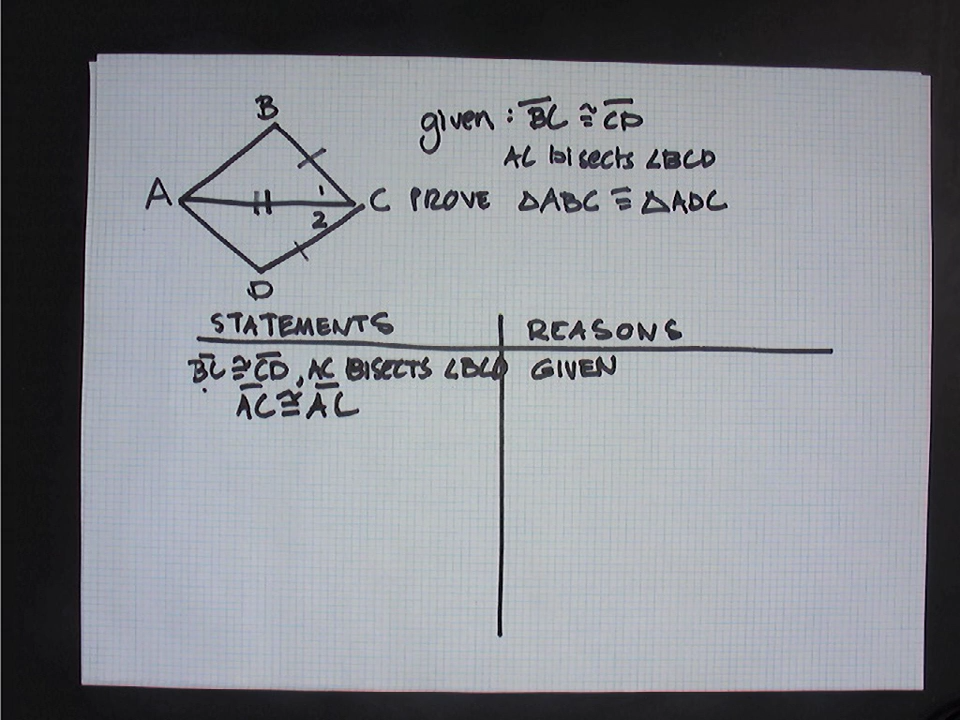 B
given : BC ≅ CD
AC bisects ∠BCD
A 1 C PROVE △ABC ≅ △ADC
2
D
STATEMENTS REASONS
BC ≅ CD, AC BISECTS ∠BCD GIVEN
AC ≅ AC